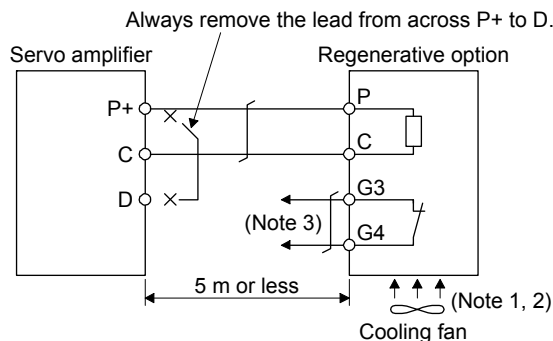 Always remove the lead from across P+ to D.
Servo amplifier
Regenerative option
P+
P
C
C
D
G3
(Note 3)
G4
5 m or less
(Note 1, 2)
Cooling fan